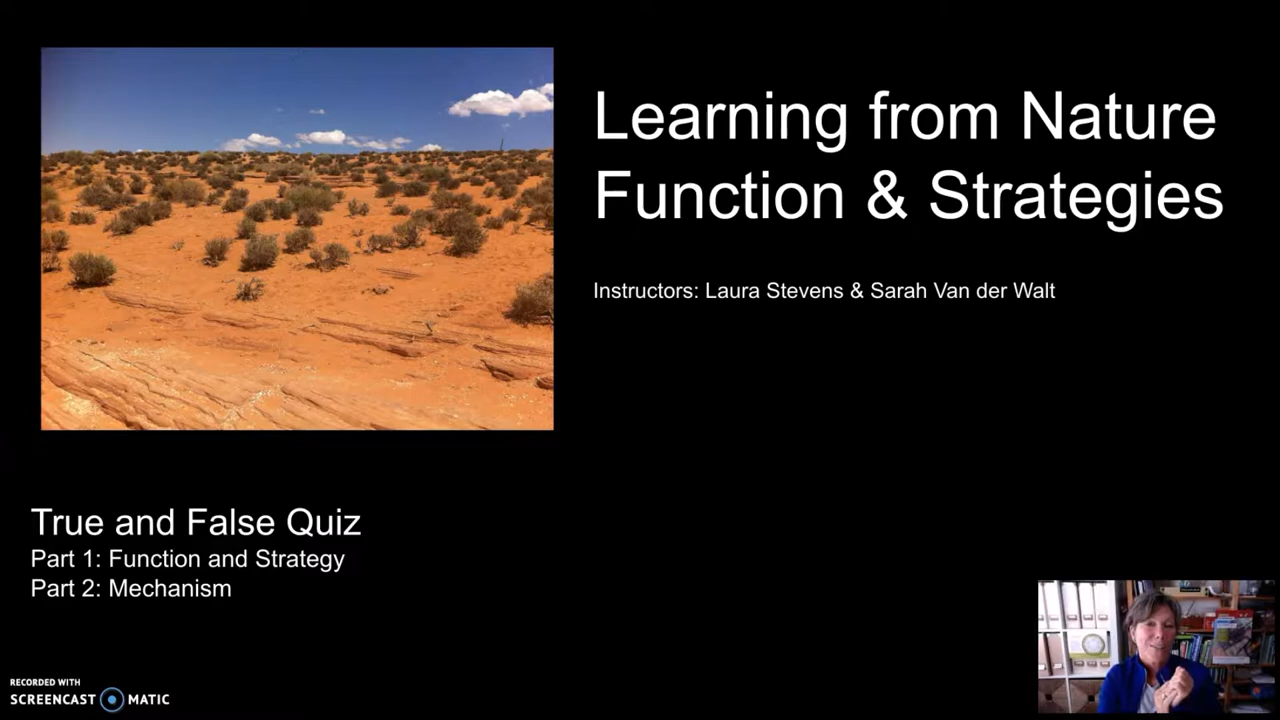 Learning from Nature
Function & Strategies
Instructors: Laura Stevens & Sarah Van der Walt
True and False Quiz
Part 1: Function and Strategy
Part 2: Mechanism
RECORDED WITH
SCREENCAST MATIC